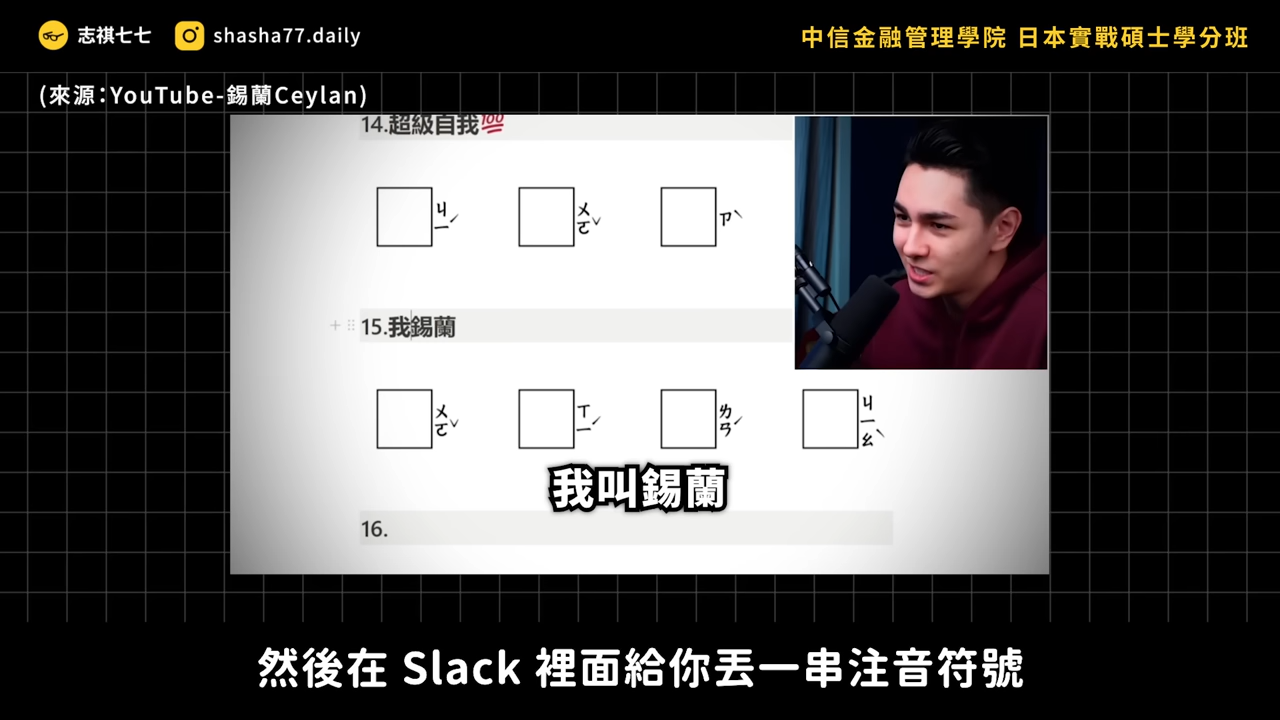 志祺七七 shasha77.daily 中信金融管理學院 日本實戰碩士學分班
(來源:YouTube-錫蘭Ceylan)
14.超級自我💯
ㄐㄧˊ ㄨㄛˇ ㄗˋ
15.我錫蘭
ㄨㄛˇ ㄒㄧˊ ㄌㄢˊ ㄐㄧㄠˋ
我叫錫蘭
16.
然後在 Slack 裡面給你丟一串注音符號